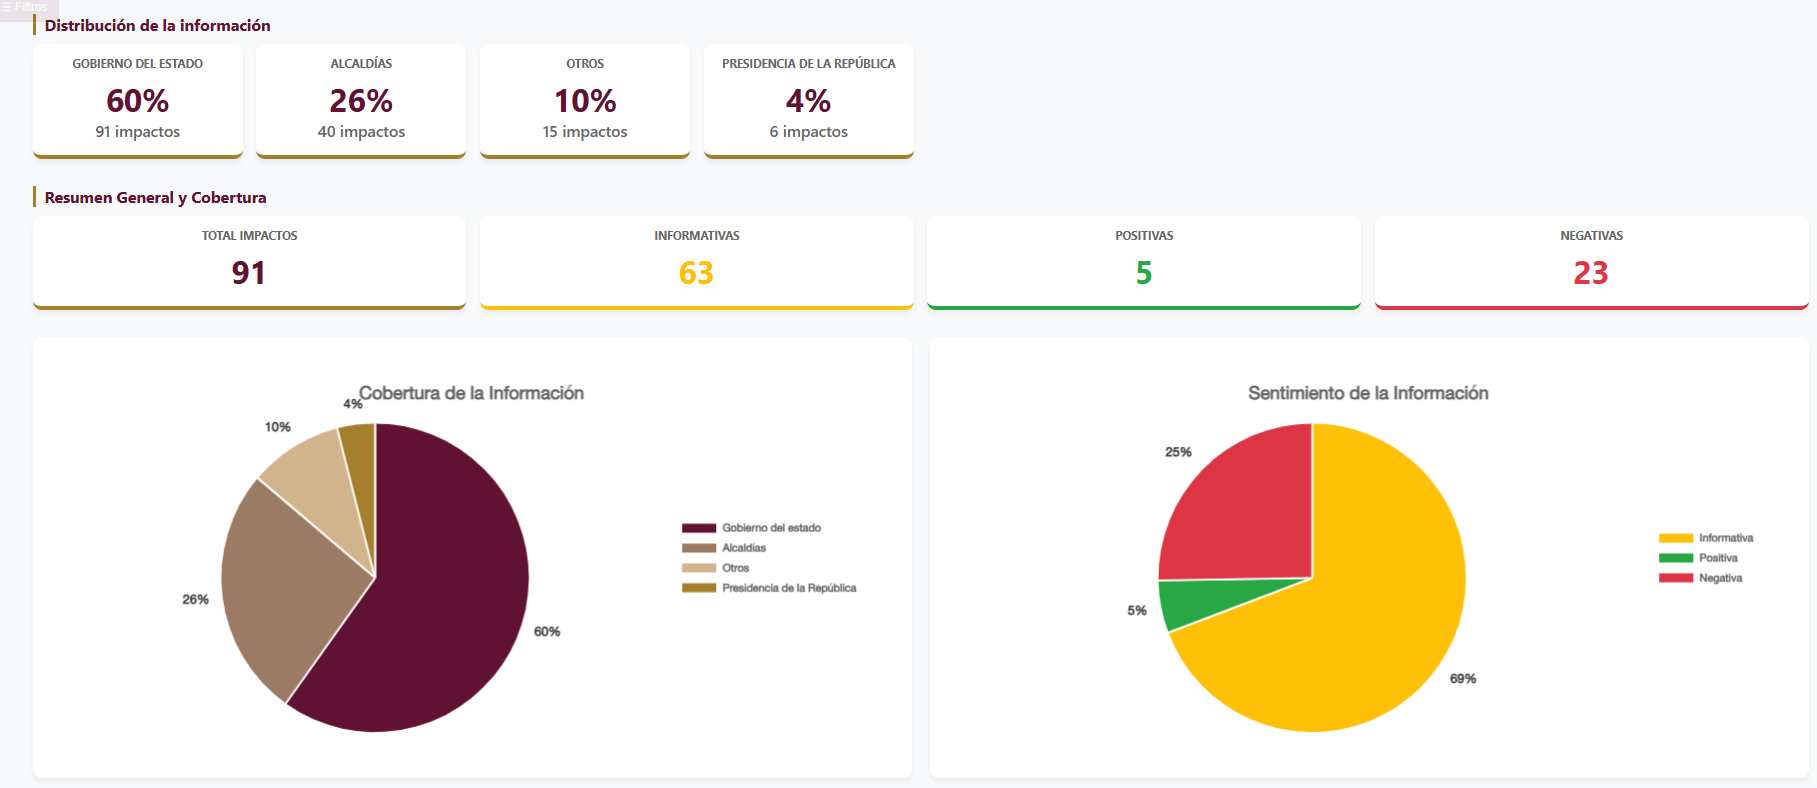 ☰ Filtros
Distribución de la información
GOBIERNO DEL ESTADO
60%
91 impactos
ALCALDÍAS
26%
40 impactos
OTROS
10%
15 impactos
PRESIDENCIA DE LA REPÚBLICA
4%
6 impactos
Resumen General y Cobertura
TOTAL IMPACTOS
91
INFORMATIVAS
63
POSITIVAS
5
NEGATIVAS
23
Cobertura de la Información
4%
10%
26%
60%
Gobierno del estado
Alcaldías
Otros
Presidencia de la República
Sentimiento de la Información
25%
5%
69%
Informativa
Positiva
Negativa